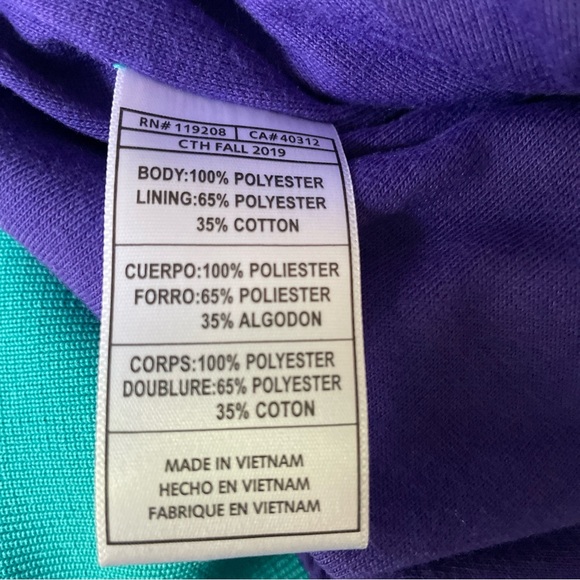 RN# 119208 | CA# 40312
CTH FALL 2019
BODY:100% POLYESTER
LINING:65% POLYESTER
35% COTTON
CUERPO:100% POLIESTER
FORRO:65% POLIESTER
35% ALGODON
CORPS:100% POLYESTER
DOUBLURE:65% POLYESTER
35% COTON
MADE IN VIETNAM
HECHO EN VIETNAM
FABRIQUE EN VIETNAM